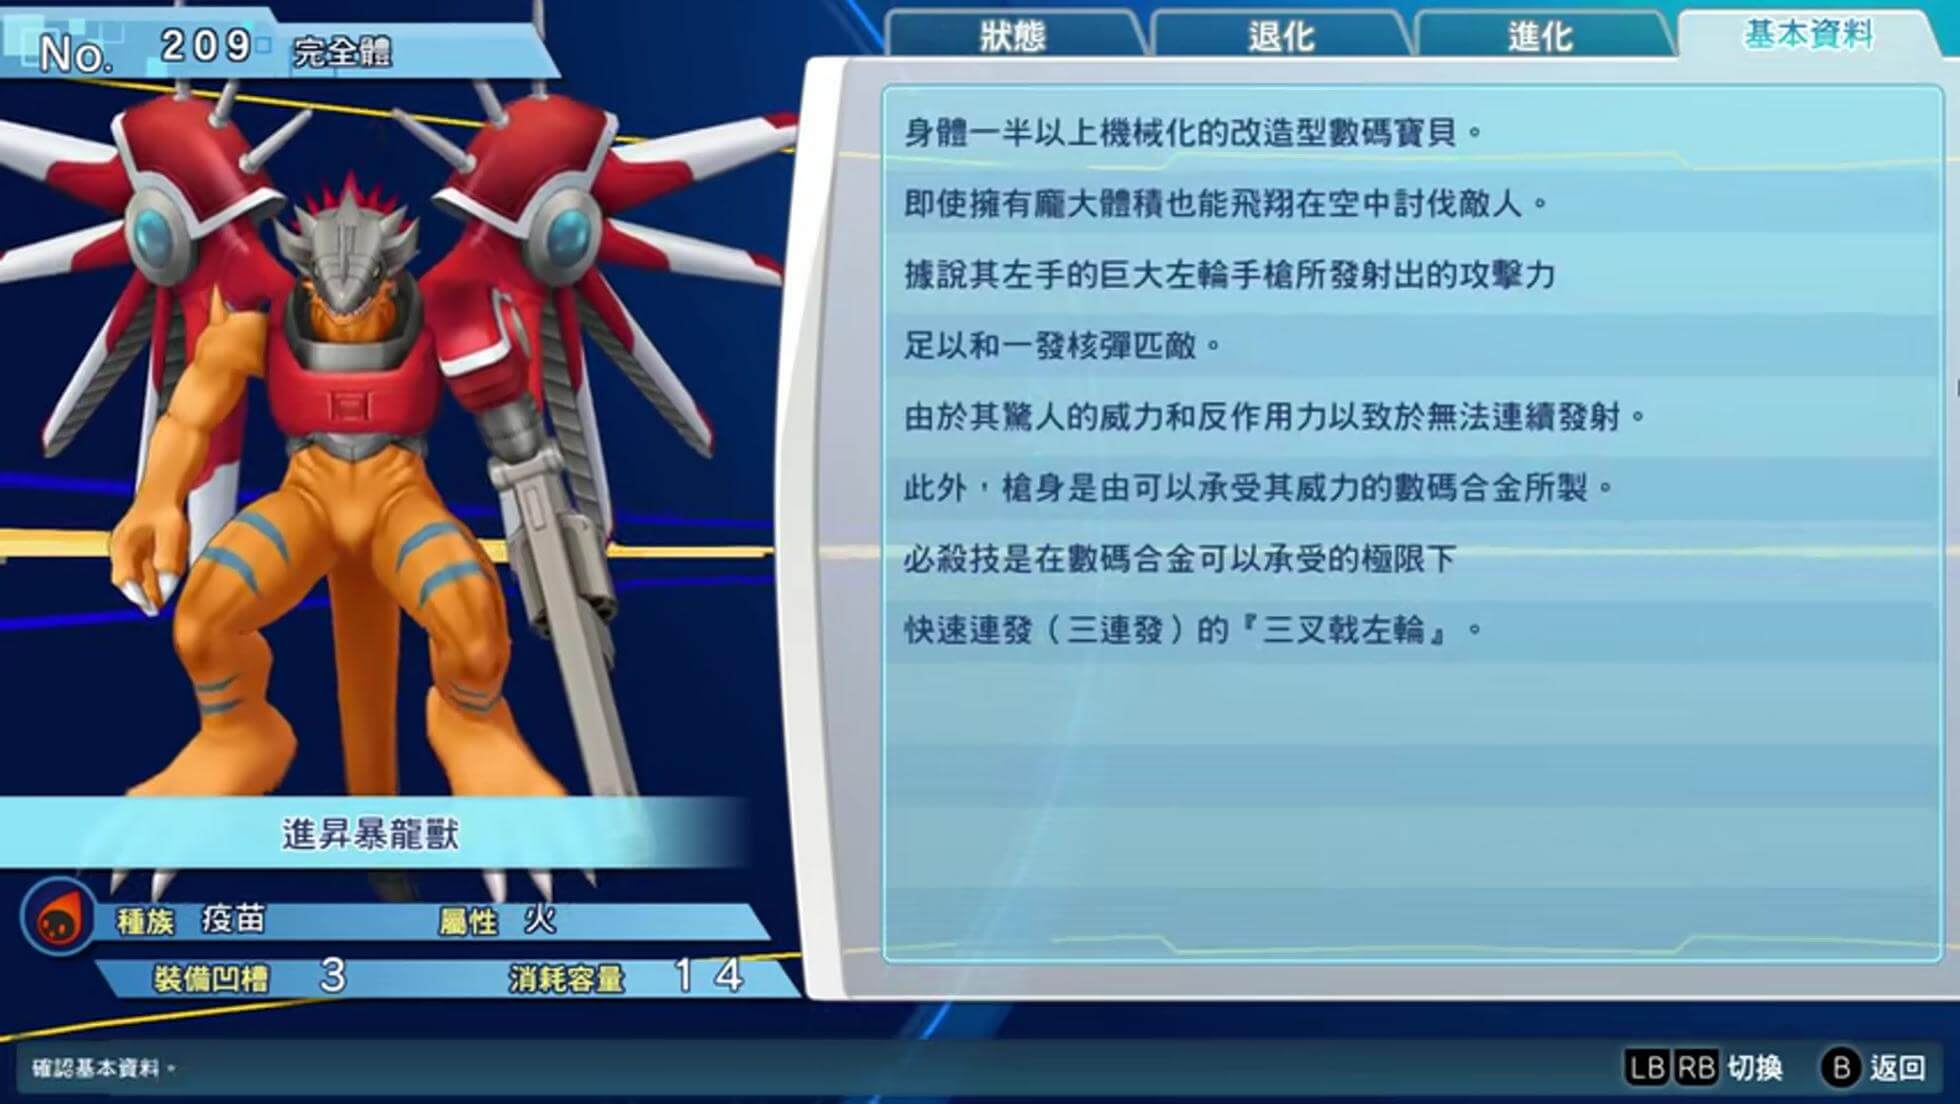 No. 209 完全體
狀態 退化 進化 基本資料
身體一半以上機械化的改造型數碼寶貝。
即使擁有龐大體積也能飛翔在空中討伐敵人。
據說其左手的巨大左輪手槍所發射出的攻擊力
足以和一發核彈匹敵。
由於其驚人的威力和反作用力以致於無法連續發射。
此外，槍身是由可以承受其威力的數碼合金所製。
必殺技是在數碼合金可以承受的極限下
快速連發（三連發）的『三叉戟左輪』。
進昇暴龍獸
種族 疫苗 屬性 火
裝備凹槽 3 消耗容量 14
確認基本資料。
LB RB 切換 B 返回